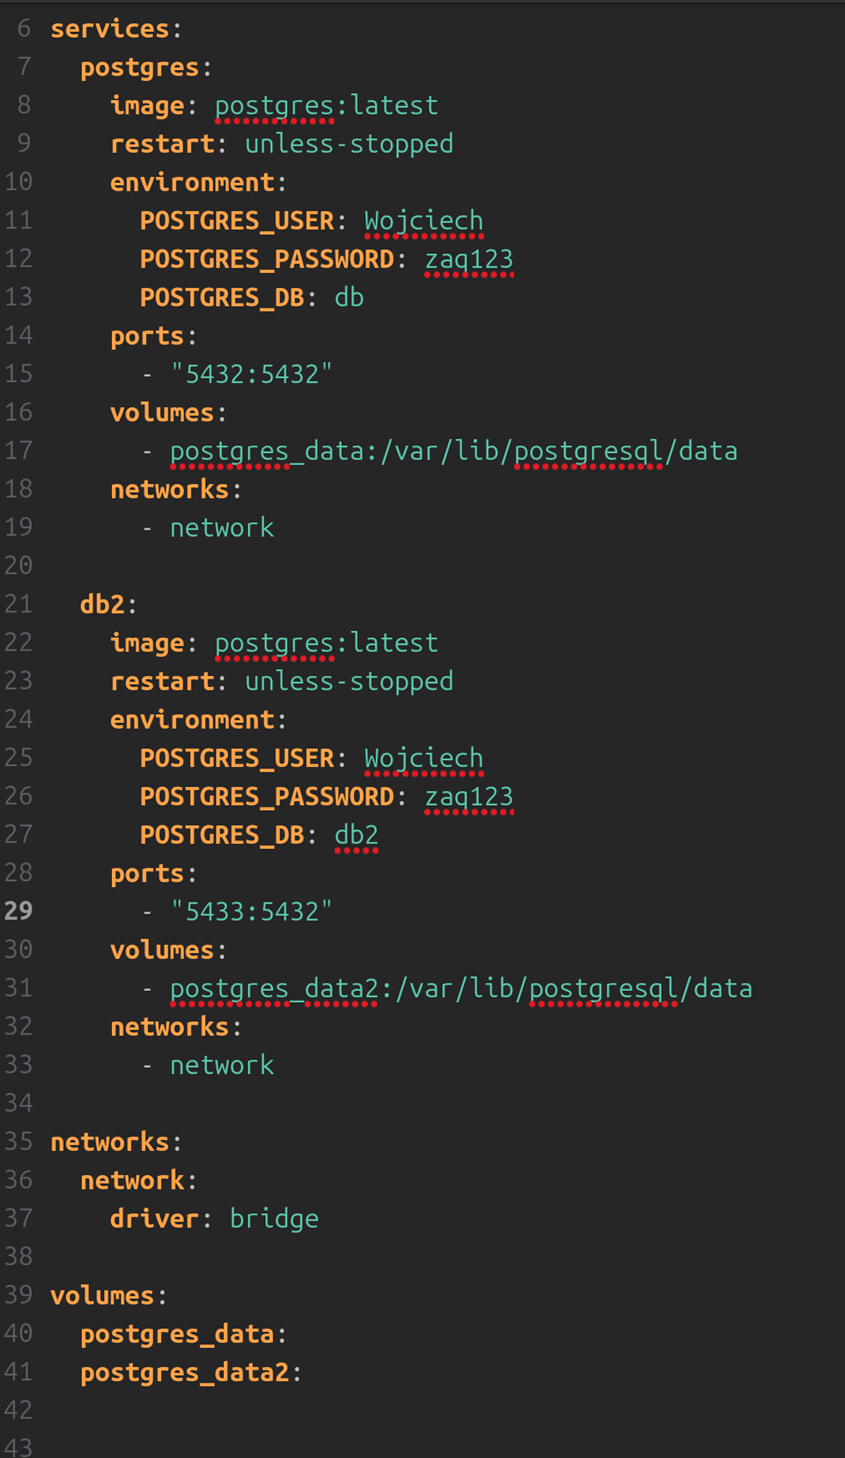 6 services:
7   postgres:
8     image: postgres:latest
9     restart: unless-stopped
10     environment:
11       POSTGRES_USER: Wojciech
12       POSTGRES_PASSWORD: zaq123
13       POSTGRES_DB: db
14     ports:
15       - "5432:5432"
16     volumes:
17       - postgres_data:/var/lib/postgresql/data
18     networks:
19       - network
20
21   db2:
22     image: postgres:latest
23     restart: unless-stopped
24     environment:
25       POSTGRES_USER: Wojciech
26       POSTGRES_PASSWORD: zaq123
27       POSTGRES_DB: db2
28     ports:
29       - "5433:5432"
30     volumes:
31       - postgres_data2:/var/lib/postgresql/data
32     networks:
33       - network
34
35 networks:
36   network:
37     driver: bridge
38
39 volumes:
40   postgres_data:
41   postgres_data2:
42
43